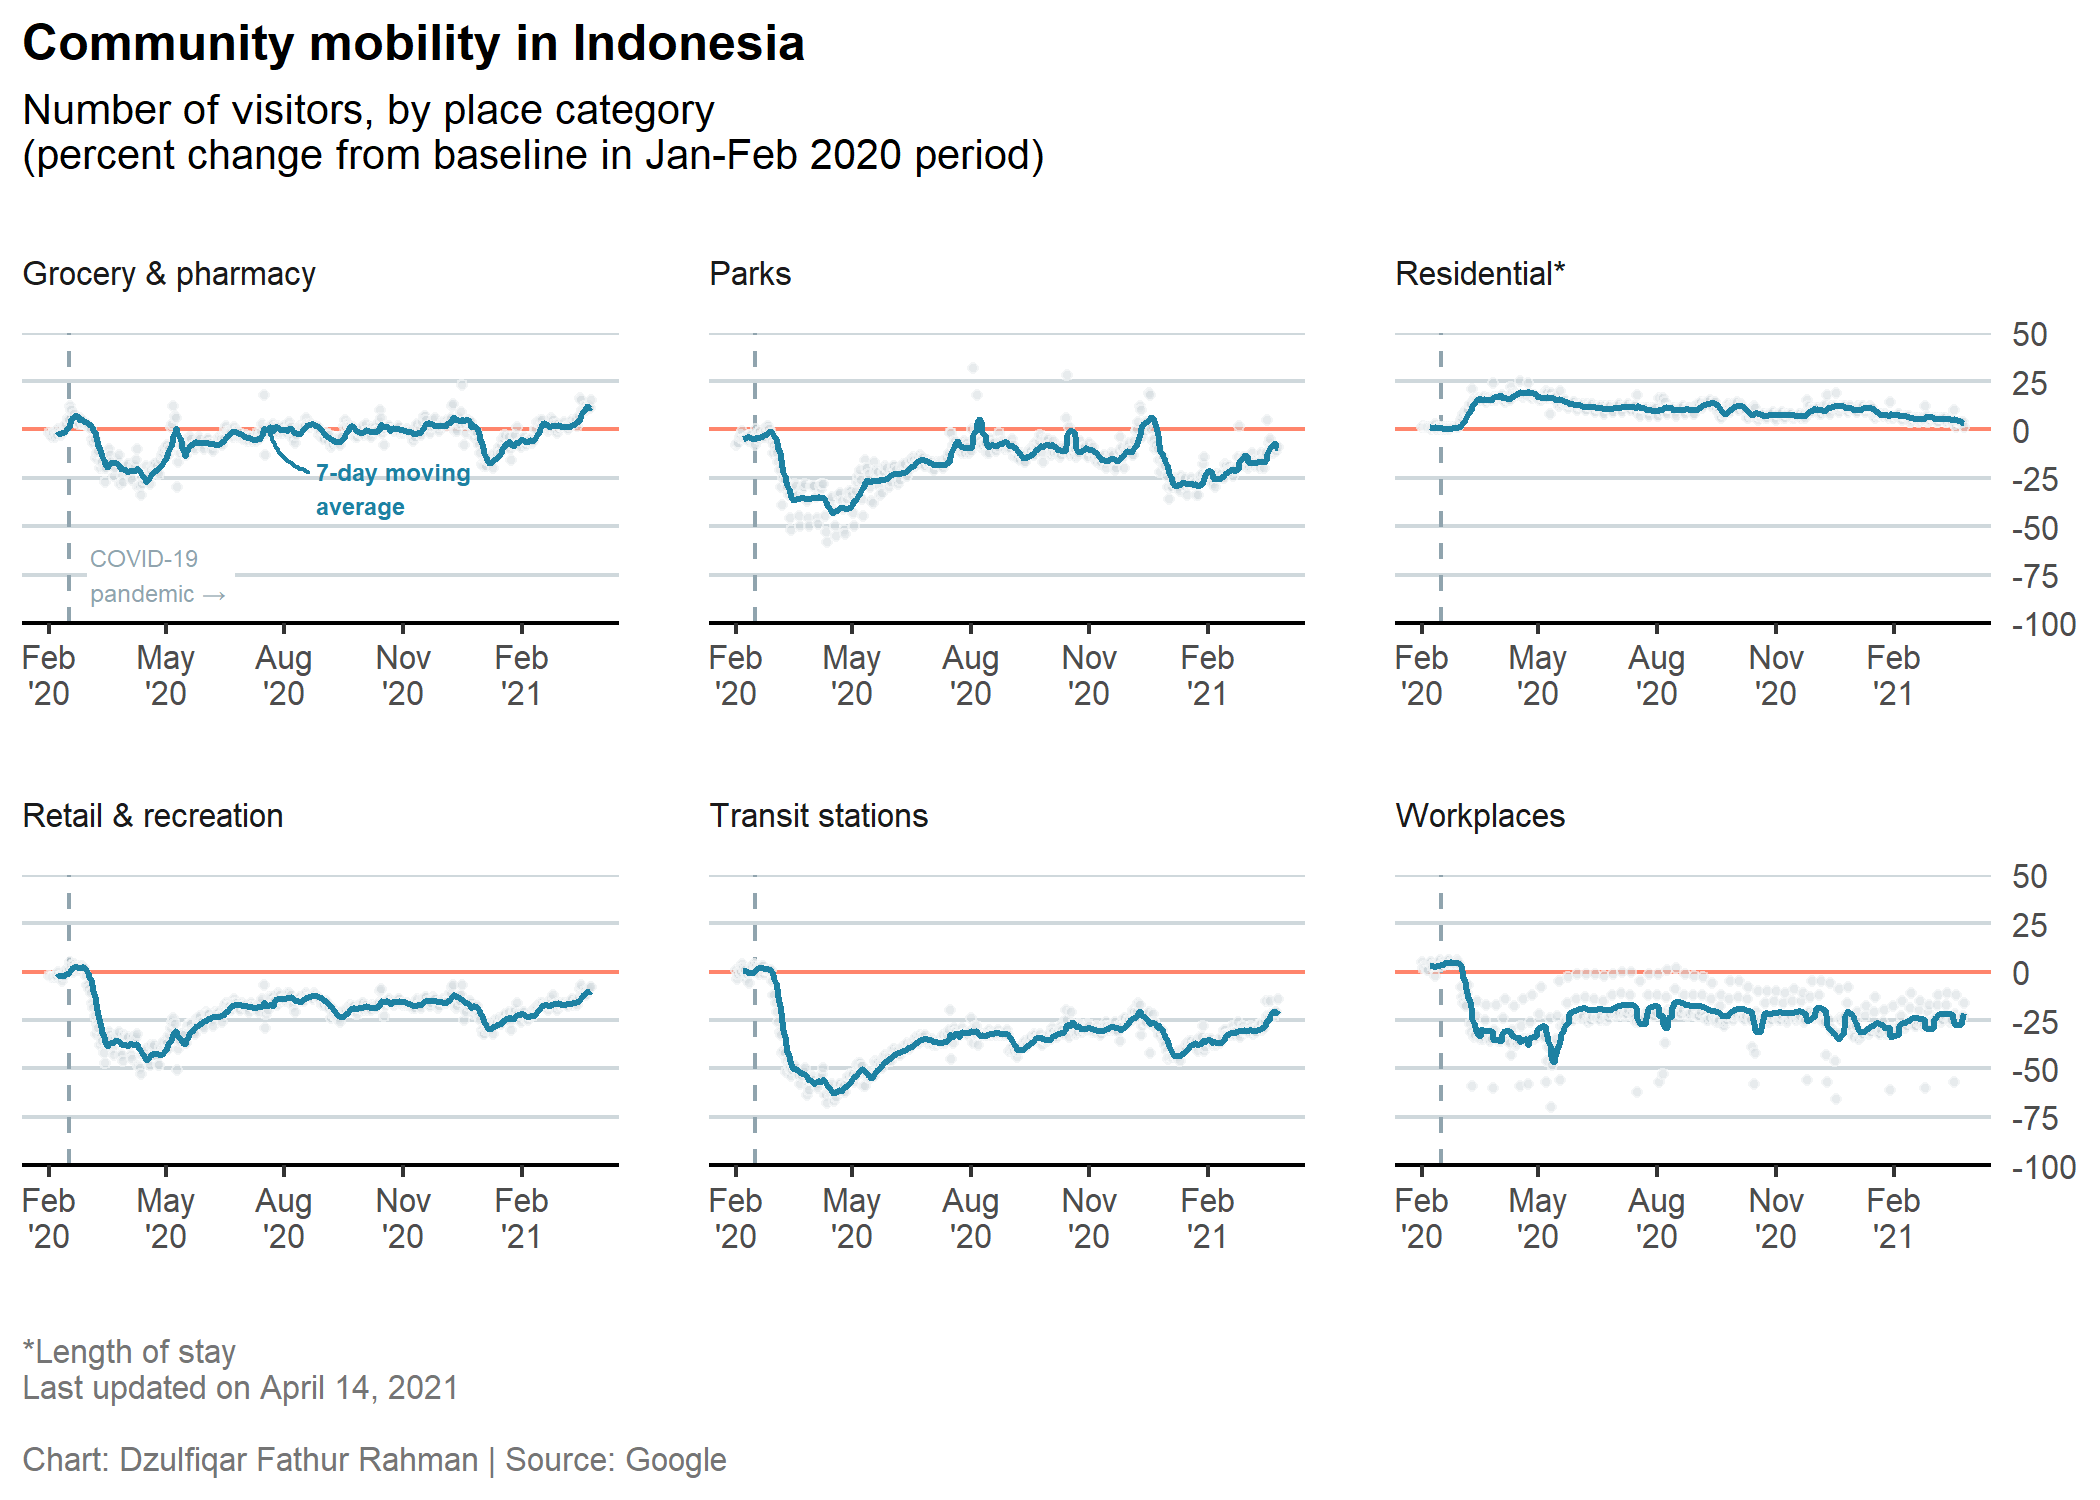 Community mobility in Indonesia
Number of visitors, by place category
(percent change from baseline in Jan-Feb 2020 period)
Grocery & pharmacy
Parks
Residential*
7-day moving
average
COVID-19
pandemic →
50
25
0
-25
-50
-75
-100
Feb May Aug Nov Feb
'20 '20 '20 '20 '21
Feb May Aug Nov Feb
'20 '20 '20 '20 '21
Feb May Aug Nov Feb
'20 '20 '20 '20 '21
Retail & recreation
Transit stations
Workplaces
50
25
0
-25
-50
-75
-100
Feb May Aug Nov Feb
'20 '20 '20 '20 '21
Feb May Aug Nov Feb
'20 '20 '20 '20 '21
Feb May Aug Nov Feb
'20 '20 '20 '20 '21
*Length of stay
Last updated on April 14, 2021
Chart: Dzulfiqar Fathur Rahman | Source: Google